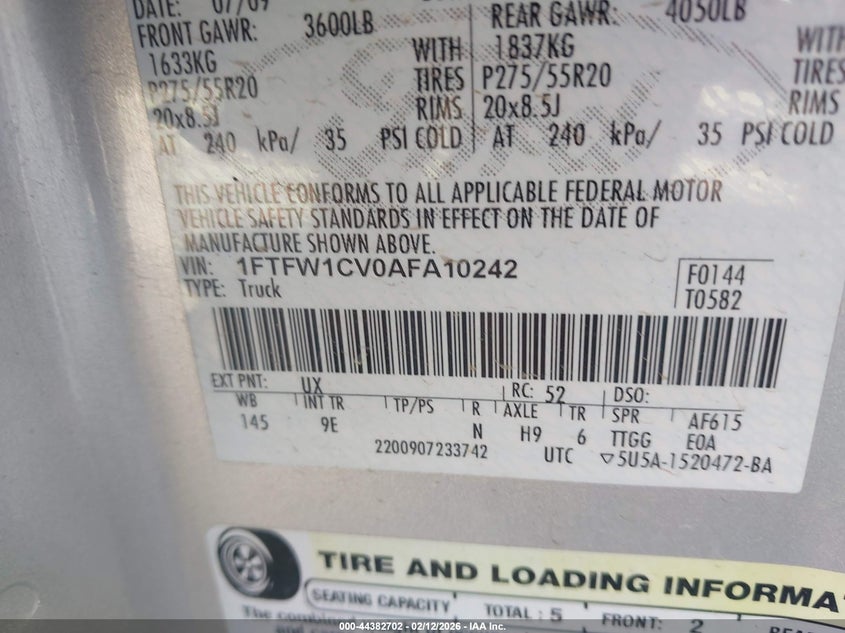 DATE: 07/09
FRONT GAWR: 3600LB REAR GAWR: 4050LB
1633KG WITH 1837KG WITH
P275/55R20 TIRES P275/55R20 TIRES
20x8.5J RIMS 20x8.5J RIMS
AT 240 kPa/ 35 PSI COLD AT 240 kPa/ 35 PSI COLD
THIS VEHICLE CONFORMS TO ALL APPLICABLE FEDERAL MOTOR
VEHICLE SAFETY STANDARDS IN EFFECT ON THE DATE OF
MANUFACTURE SHOWN ABOVE.
VIN: 1FTFW1CV0AFA10242 F0144
TYPE: Truck T0582
EXT PNT: UX RC: 52 DSO:
WB INT TR TP/PS R AXLE TR SPR AF615
145 9E N H9 6 TTGG EOA
2200907233742 UTC ▽5U5A-1520472-BA
TIRE AND LOADING INFORMA
SEATING CAPACITY TOTAL : 5 FRONT: 2
The
000-44382702 - 02/12/2026 - IAA Inc.